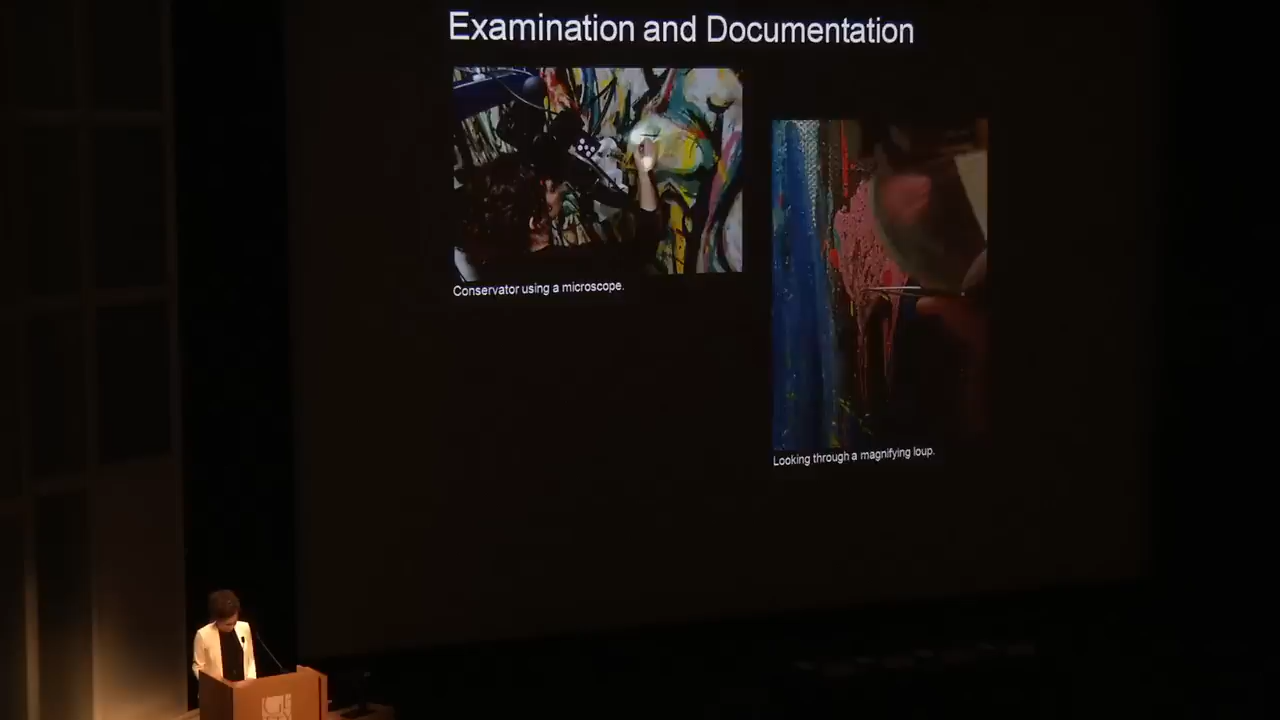 Examination and Documentation
Conservator using a microscope.
Looking through a magnifying loup.